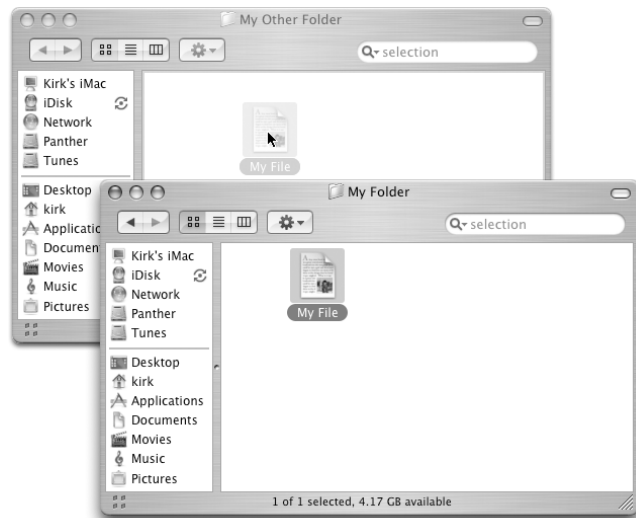 My Other Folder
selection
Kirk's iMac
iDisk
Network
Panther
Tunes
Desktop
kirk
Applicatio
Documen
Movies
Music
Pictures
My File
My Folder
selection
Kirk's iMac
iDisk
Network
Panther
Tunes
Desktop
kirk
Applications
Documents
Movies
Music
Pictures
My File
1 of 1 selected, 4.17 GB available